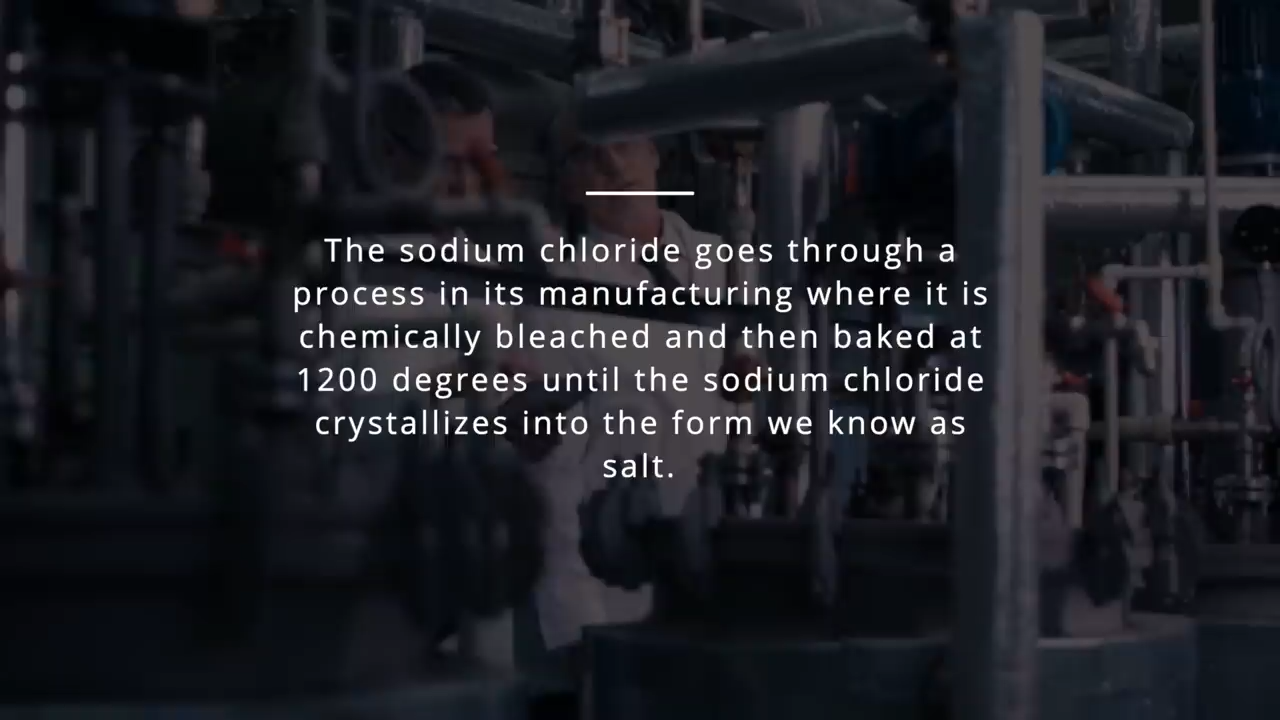 The sodium chloride goes through a
process in its manufacturing where it is
chemically bleached and then baked at
1200 degrees until the sodium chloride
crystallizes into the form we know as
salt.